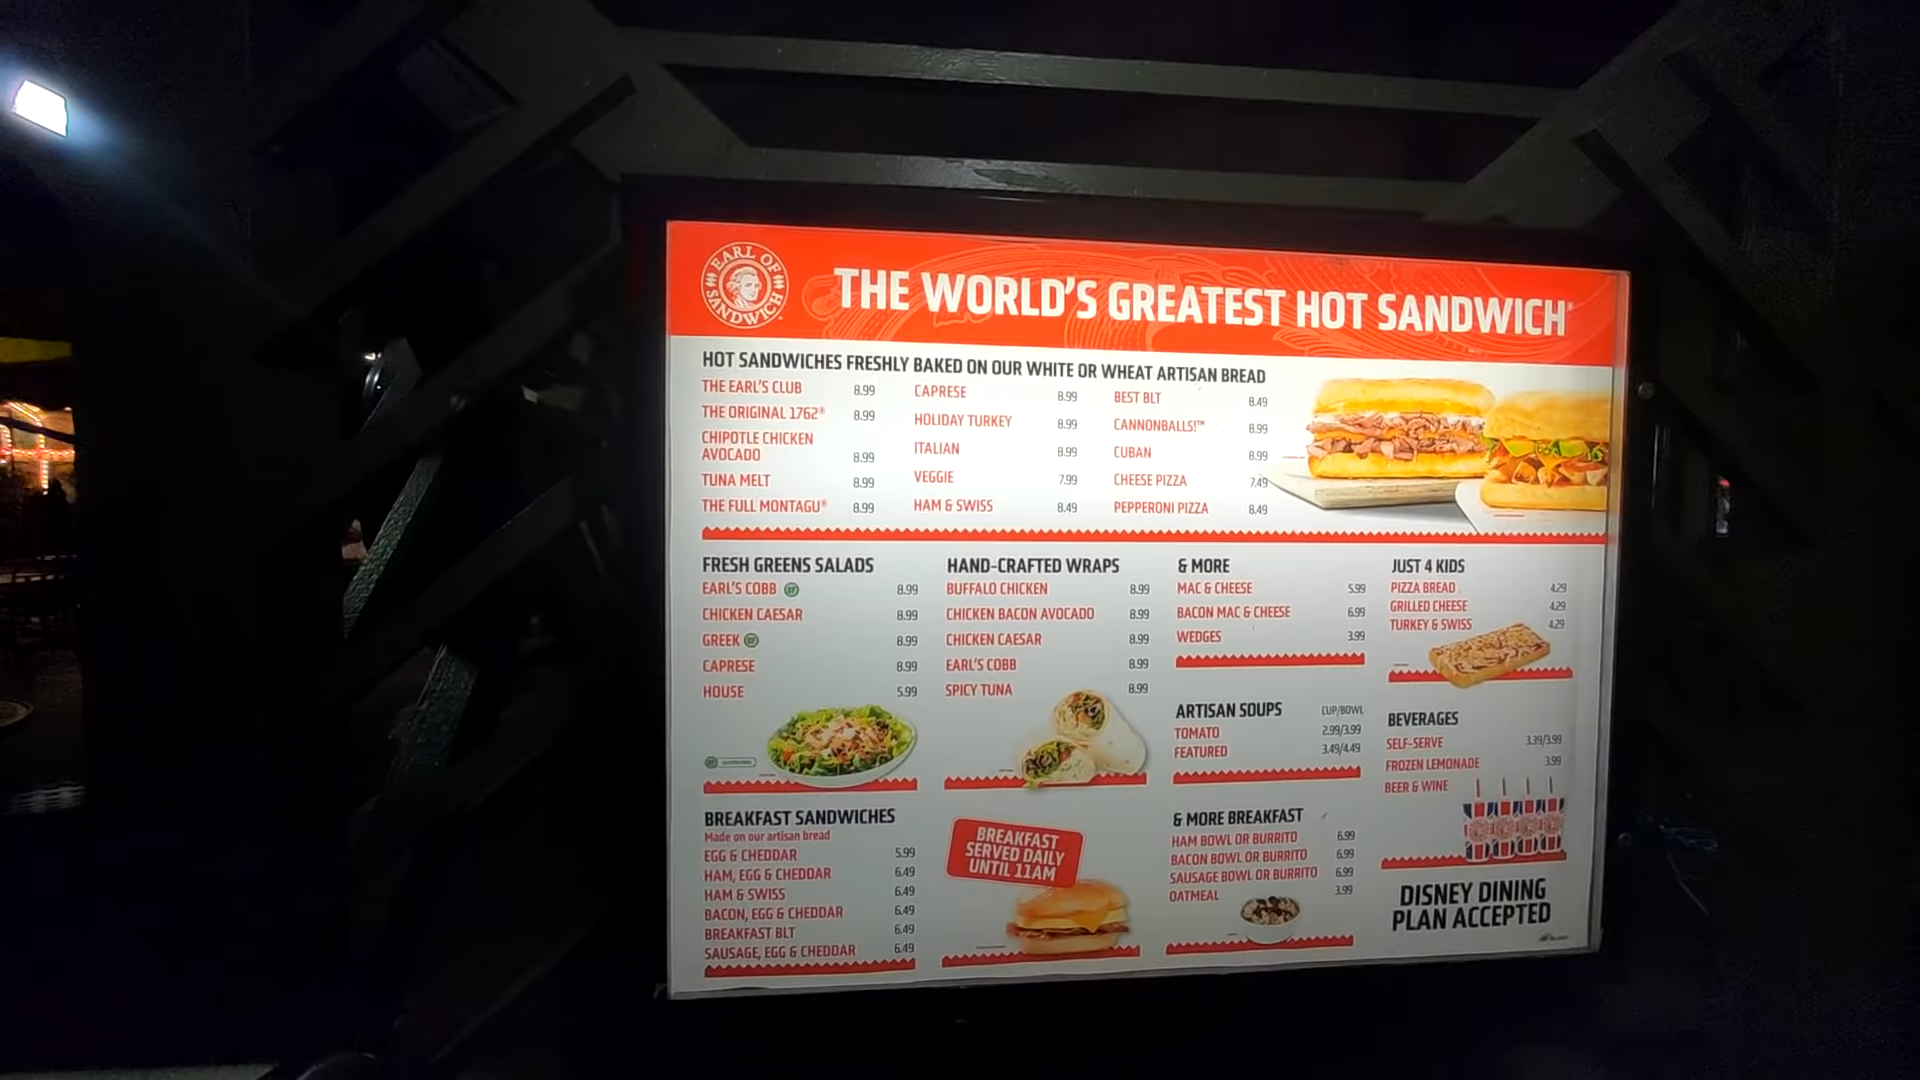 EARL OF SANDWICH
THE WORLD'S GREATEST HOT SANDWICH®
HOT SANDWICHES FRESHLY BAKED ON OUR WHITE OR WHEAT ARTISAN BREAD
THE EARL'S CLUB 8.99
THE ORIGINAL 1762® 8.99
CHIPOTLE CHICKEN
AVOCADO 8.99
TUNA MELT 8.99
THE FULL MONTAGU® 8.99
CAPRESE 8.99
HOLIDAY TURKEY 8.99
ITALIAN 8.99
VEGGIE 7.99
HAM & SWISS 8.49
BEST BLT 8.49
CANNONBALLS!™ 8.99
CUBAN 8.99
CHEESE PIZZA 7.49
PEPPERONI PIZZA 8.49
FRESH GREENS SALADS
EARL'S COBB GF 8.99
CHICKEN CAESAR 8.99
GREEK GF 8.99
CAPRESE 8.99
HOUSE 5.99
HAND-CRAFTED WRAPS
BUFFALO CHICKEN 8.99
CHICKEN BACON AVOCADO 8.99
CHICKEN CAESAR 8.99
EARL'S COBB 8.99
SPICY TUNA 8.99
& MORE
MAC & CHEESE 5.99
BACON MAC & CHEESE 6.99
WEDGES 3.99
ARTISAN SOUPS CUP/BOWL
TOMATO 2.99/3.99
FEATURED 3.49/4.49
JUST 4 KIDS
PIZZA BREAD 4.29
GRILLED CHEESE 4.29
TURKEY & SWISS 4.29
BEVERAGES
SELF-SERVE 3.39/3.99
FROZEN LEMONADE 3.99
BEER & WINE
BREAKFAST SANDWICHES
Made on our artisan bread
EGG & CHEDDAR 5.99
HAM, EGG & CHEDDAR 6.49
HAM & SWISS 6.49
BACON, EGG & CHEDDAR 6.49
BREAKFAST BLT 6.49
SAUSAGE, EGG & CHEDDAR 6.49
BREAKFAST
SERVED DAILY
UNTIL 11AM
& MORE BREAKFAST
HAM BOWL OR BURRITO 6.99
BACON BOWL OR BURRITO 6.99
SAUSAGE BOWL OR BURRITO 6.99
OATMEAL 3.99
DISNEY DINING
PLAN ACCEPTED